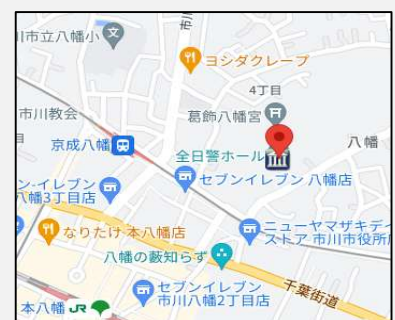 川市立八幡小
市川
ヨシダクレープ
4丁目
市川教会
葛飾八幡宮
京成八幡
全日警ホール
八幡
ン-イレブン
八幡3丁目店
セブンイレブン 八幡店
なりたけ 本八幡店
ニューヤマザキデイ
ストア 市川市役所
八幡の藪知らず
セブンイレブン
市川八幡2丁目店
千葉街道
本八幡 JR